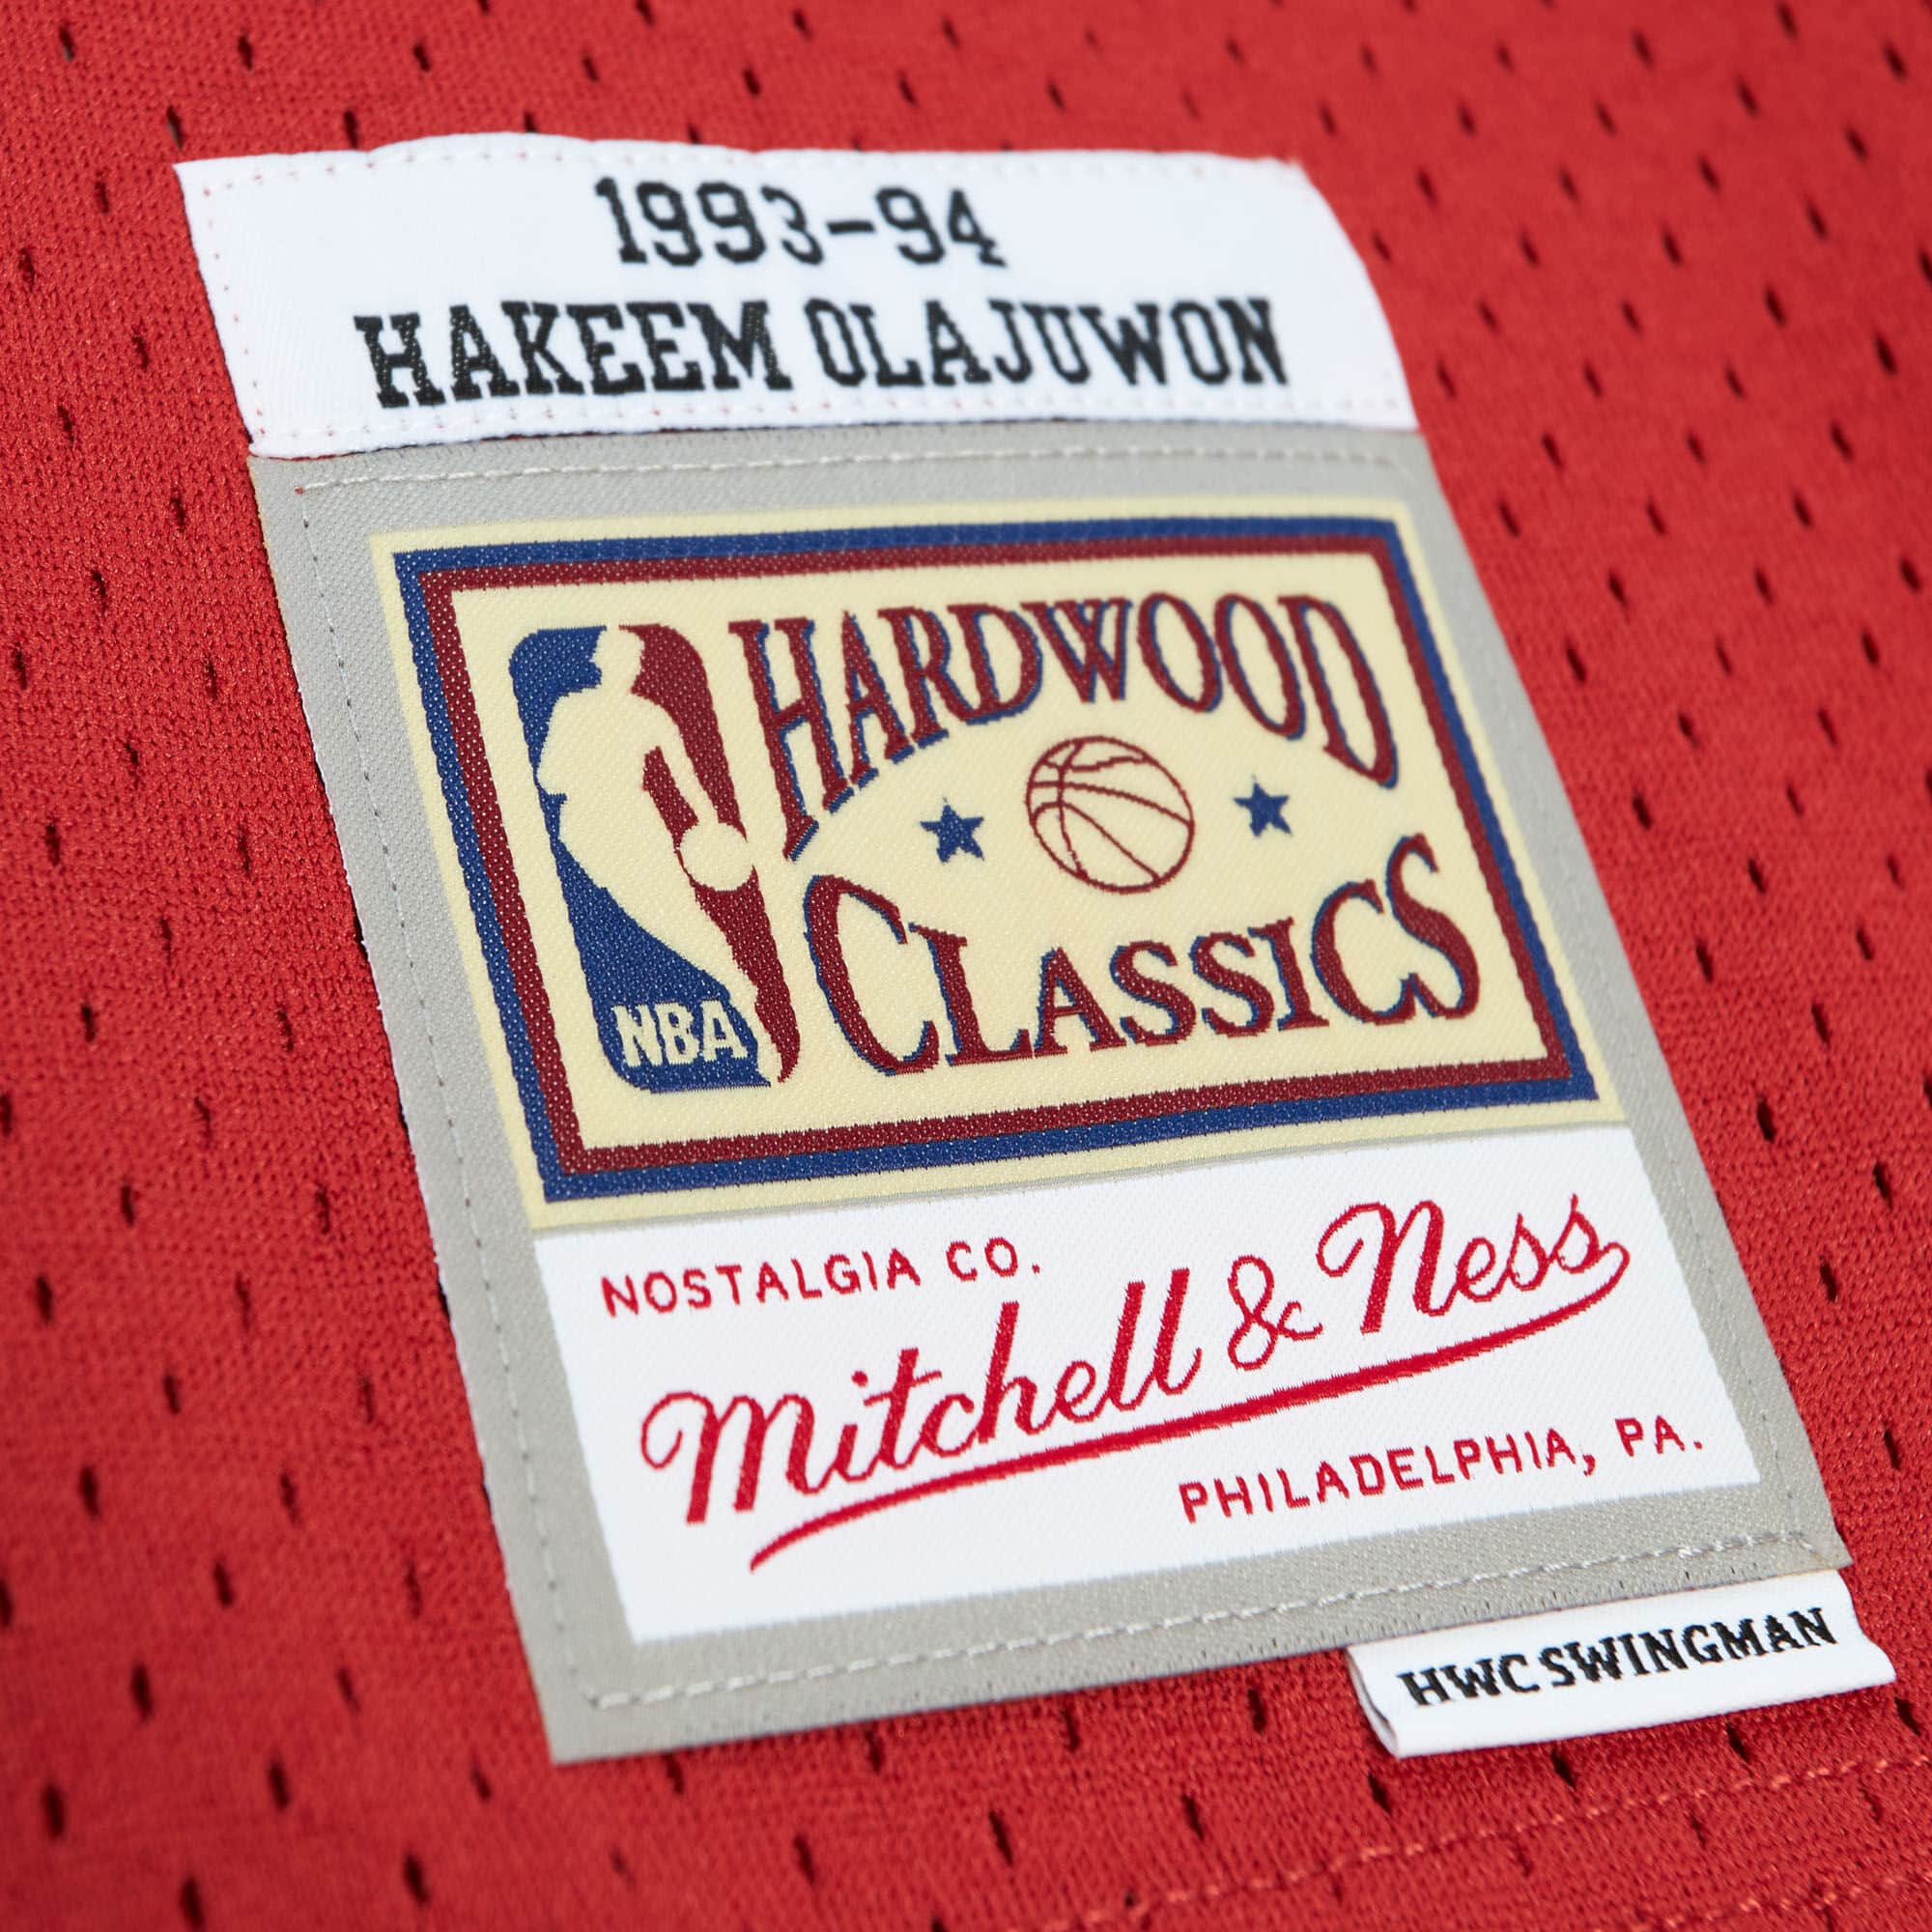 1993-94
HAKEEM OLAJUWON
HARDWOOD
CLASSICS
NBA
NOSTALGIA CO.
Mitchell & Ness
PHILADELPHIA, PA.
HWC SWINGMAN